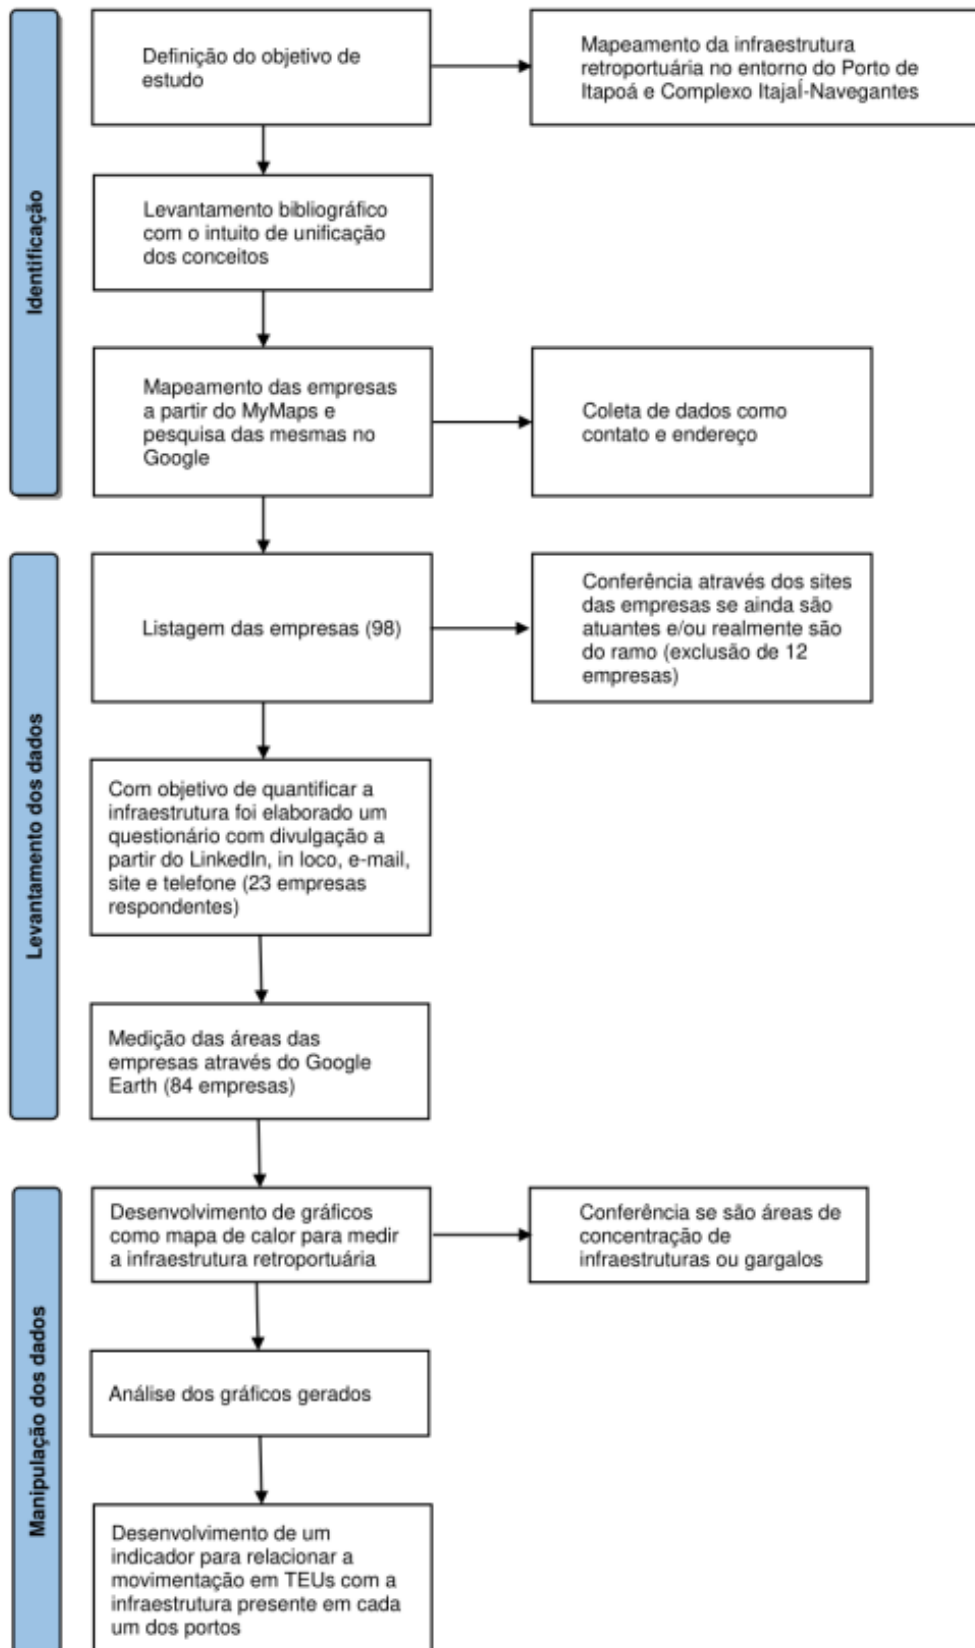 Identificação
Definição do objetivo de
estudo
Mapeamento da infraestrutura
retroportuária no entorno do Porto de
Itapoá e Complexo ItajaÍ-Navegantes
Levantamento bibliográfico
com o intuito de unificação
dos conceitos
Mapeamento das empresas
a partir do MyMaps e
pesquisa das mesmas no
Google
Coleta de dados como
contato e endereço
Levantamento dos dados
Listagem das empresas (98)
Conferência através dos sites
das empresas se ainda são
atuantes e/ou realmente são
do ramo (exclusão de 12
empresas)
Com objetivo de quantificar a
infraestrutura foi elaborado um
questionário com divulgação a
partir do LinkedIn, in loco, e-mail,
site e telefone (23 empresas
respondentes)
Medição das áreas das
empresas através do Google
Earth (84 empresas)
Manipulação dos dados
Desenvolvimento de gráficos
como mapa de calor para medir
a infraestrutura retroportuária
Conferência se são áreas de
concentração de
infraestruturas ou gargalos
Análise dos gráficos gerados
Desenvolvimento de um
indicador para relacionar a
movimentação em TEUs com a
infraestrutura presente em cada
um dos portos